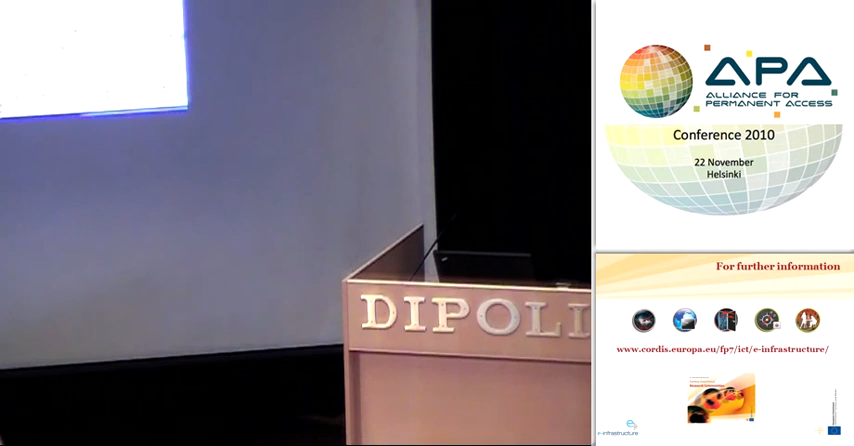 DIPOLI
APA
ALLIANCE FOR
PERMANENT ACCESS
Conference 2010
22 November
Helsinki
For further information
www.cordis.europa.eu/fp7/ict/e-infrastructure/
e-infrastructure